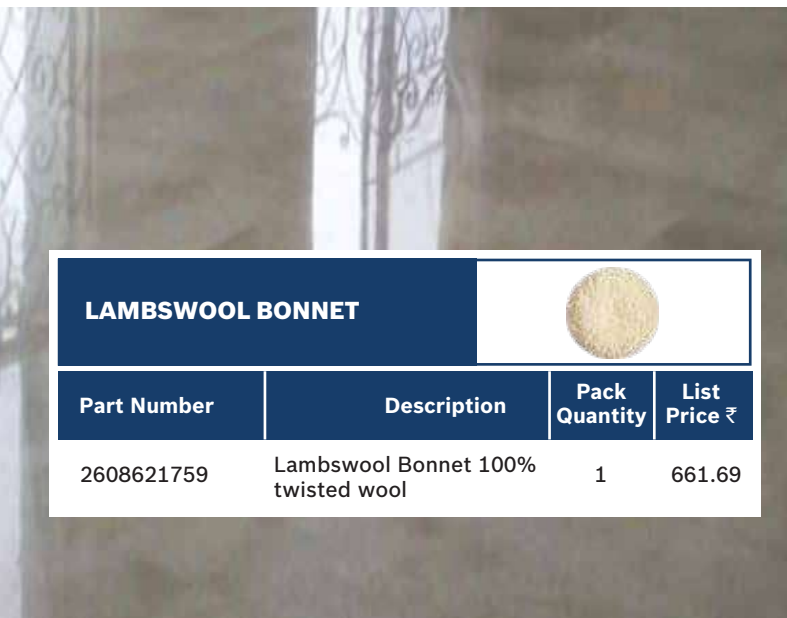 LAMBSWOOL BONNET
Part Number Description Pack Quantity List Price ₹
2608621759 Lambswool Bonnet 100% twisted wool 1 661.69